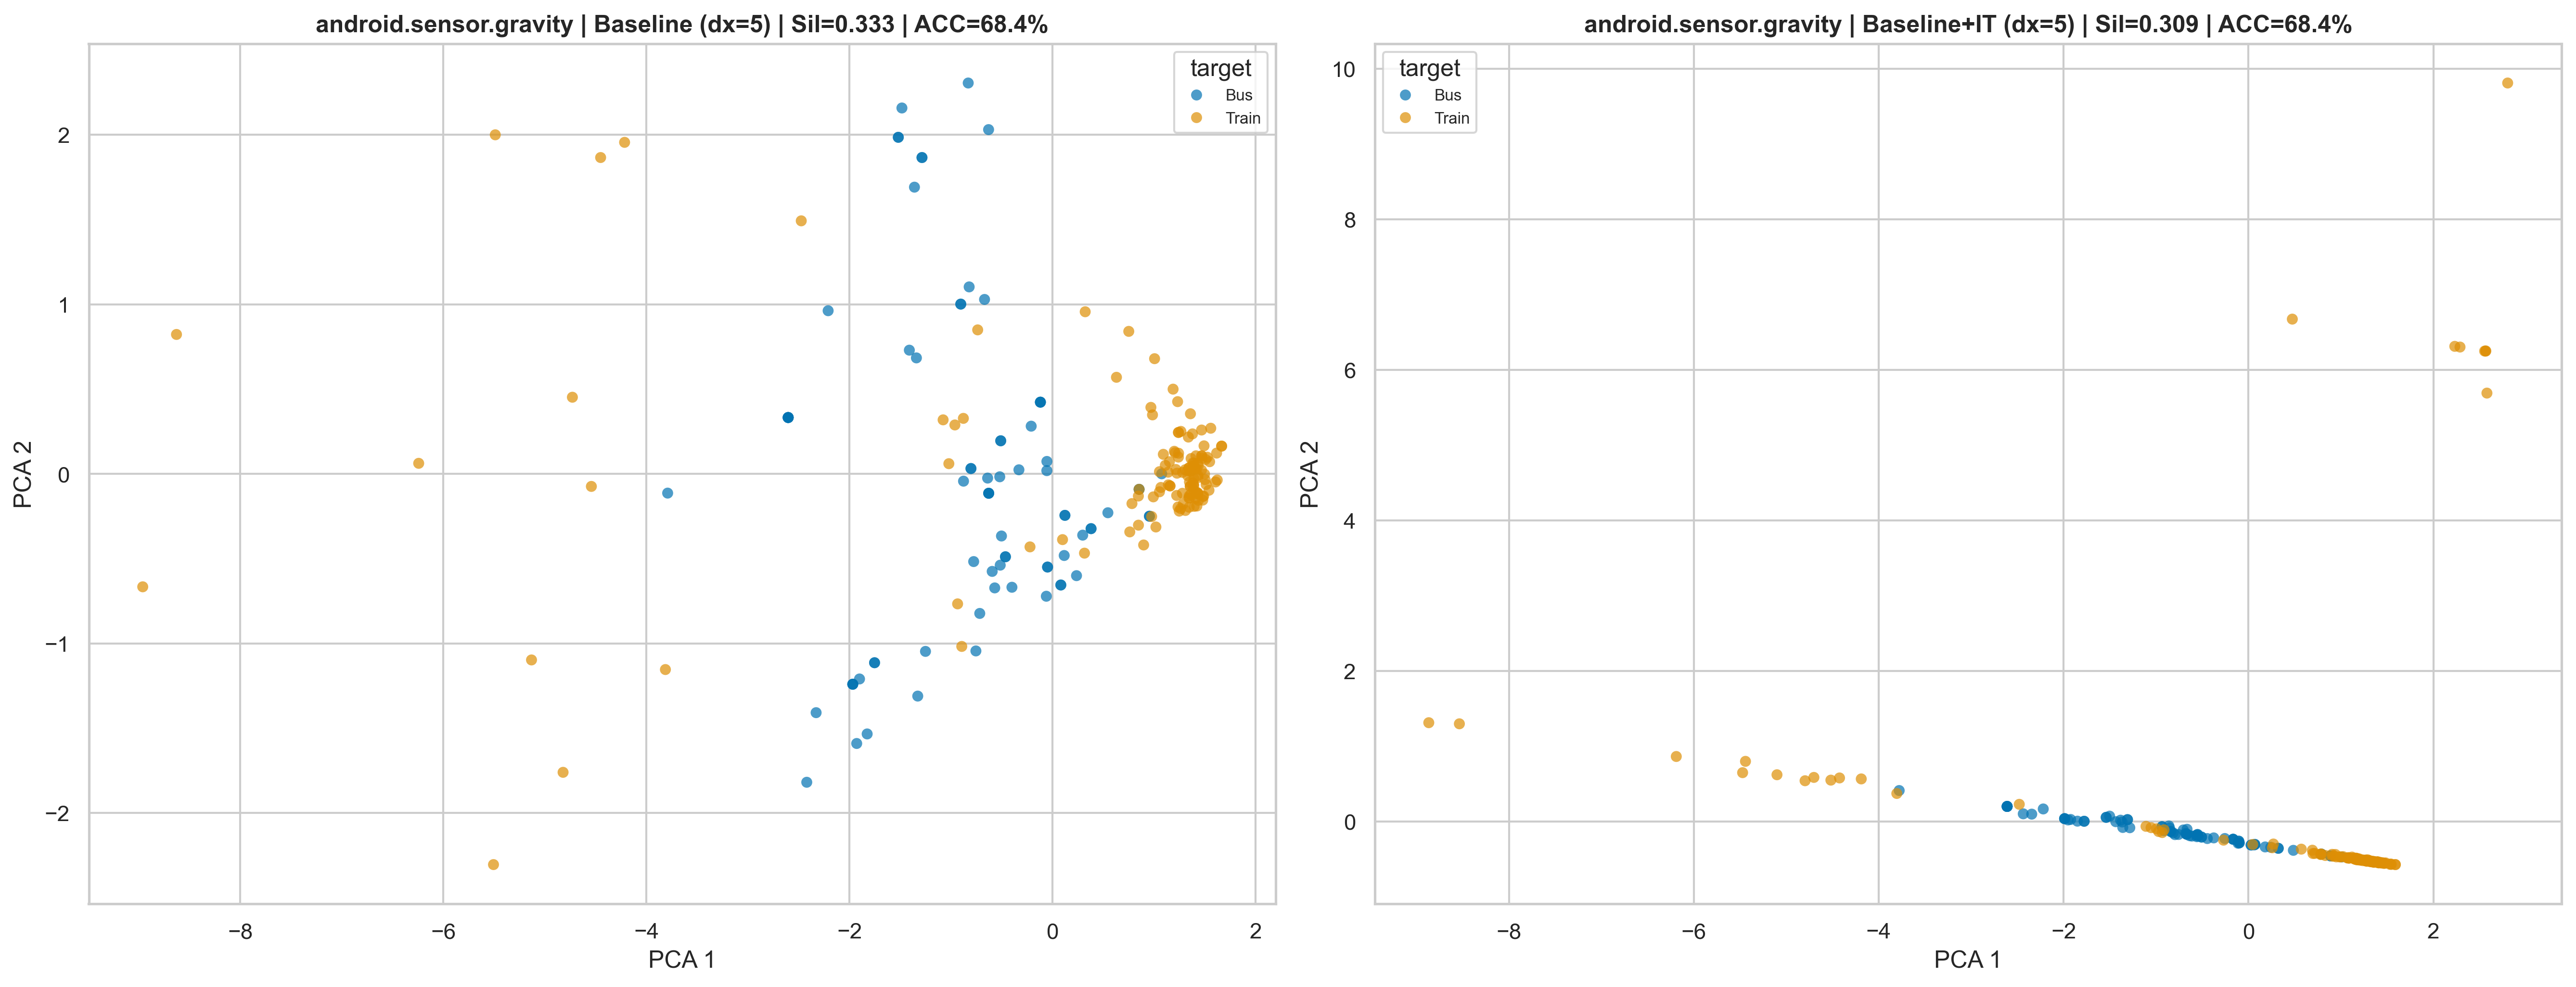 android.sensor.gravity | Baseline (dx=5) | Sil=0.333 | ACC=68.4%
target
Bus
Train
2
1
0
−1
−2
PCA 2
−8
−6
−4
−2
0
2
PCA 1
android.sensor.gravity | Baseline+IT (dx=5) | Sil=0.309 | ACC=68.4%
target
Bus
Train
10
8
6
4
2
0
PCA 2
−8
−6
−4
−2
0
2
PCA 1